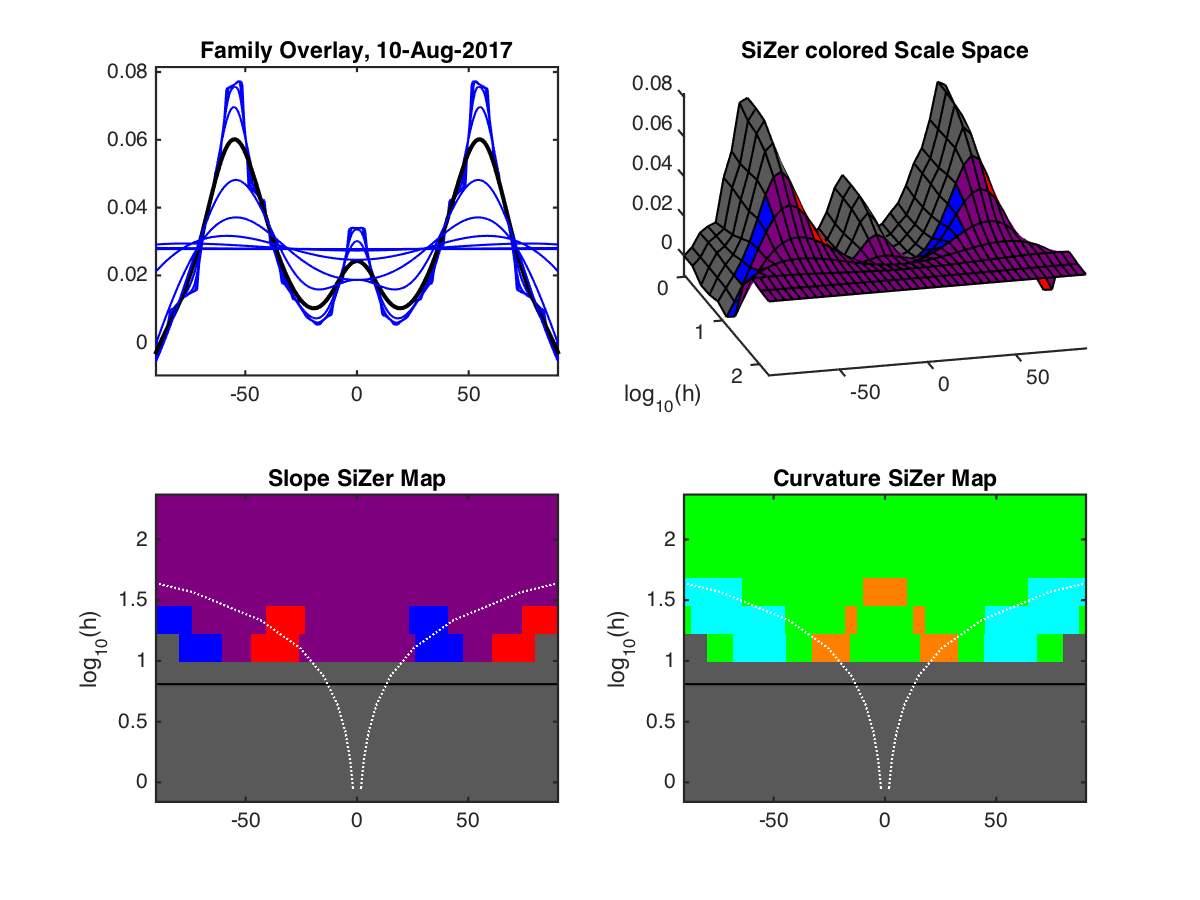 Family Overlay, 10-Aug-2017
0.08
0.06
0.04
0.02
0
-50 0 50
SiZer colored Scale Space
0.08
0.06
0.04
0.02
0
0
1
2
log10(h)
-50 0 50
Slope SiZer Map
2
1.5
1
0.5
0
log10(h)
-50 0 50
Curvature SiZer Map
2
1.5
1
0.5
0
log10(h)
-50 0 50